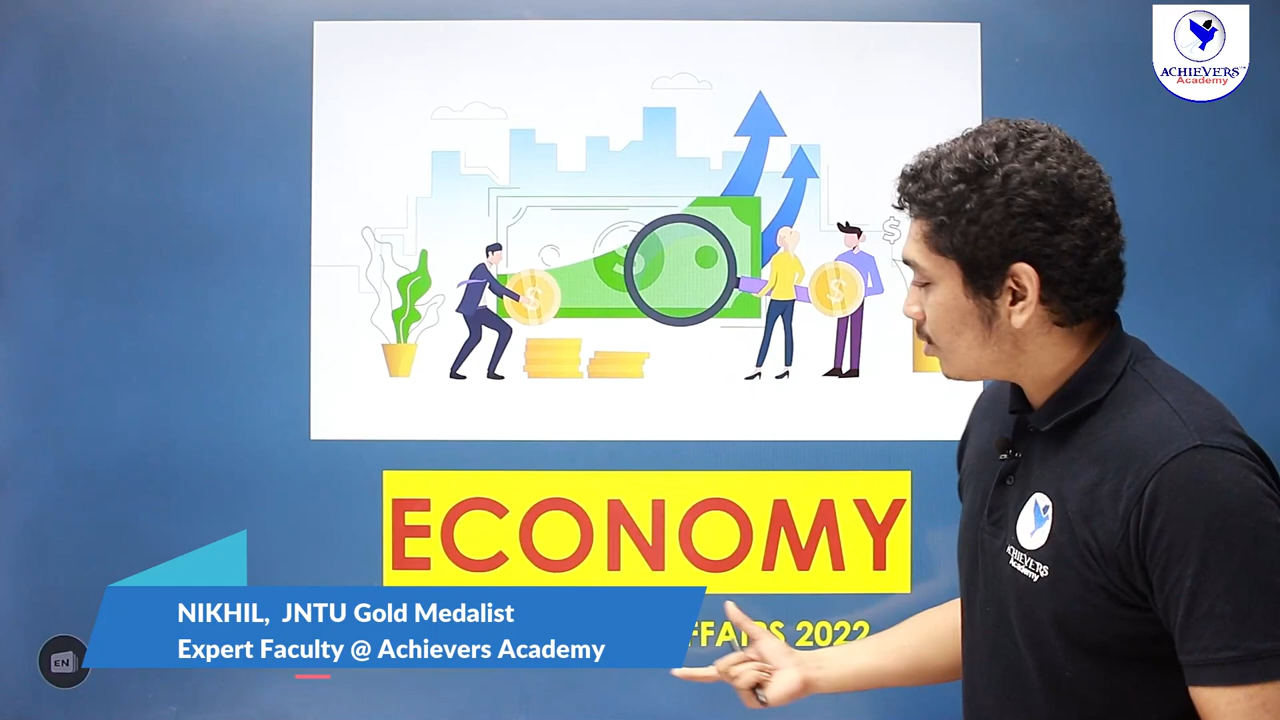 ACHIEVERS
Academy
ECONOMY
2022
NIKHIL, JNTU Gold Medalist
Expert Faculty @ Achievers Academy
EN
ACHIEVERS
Academy